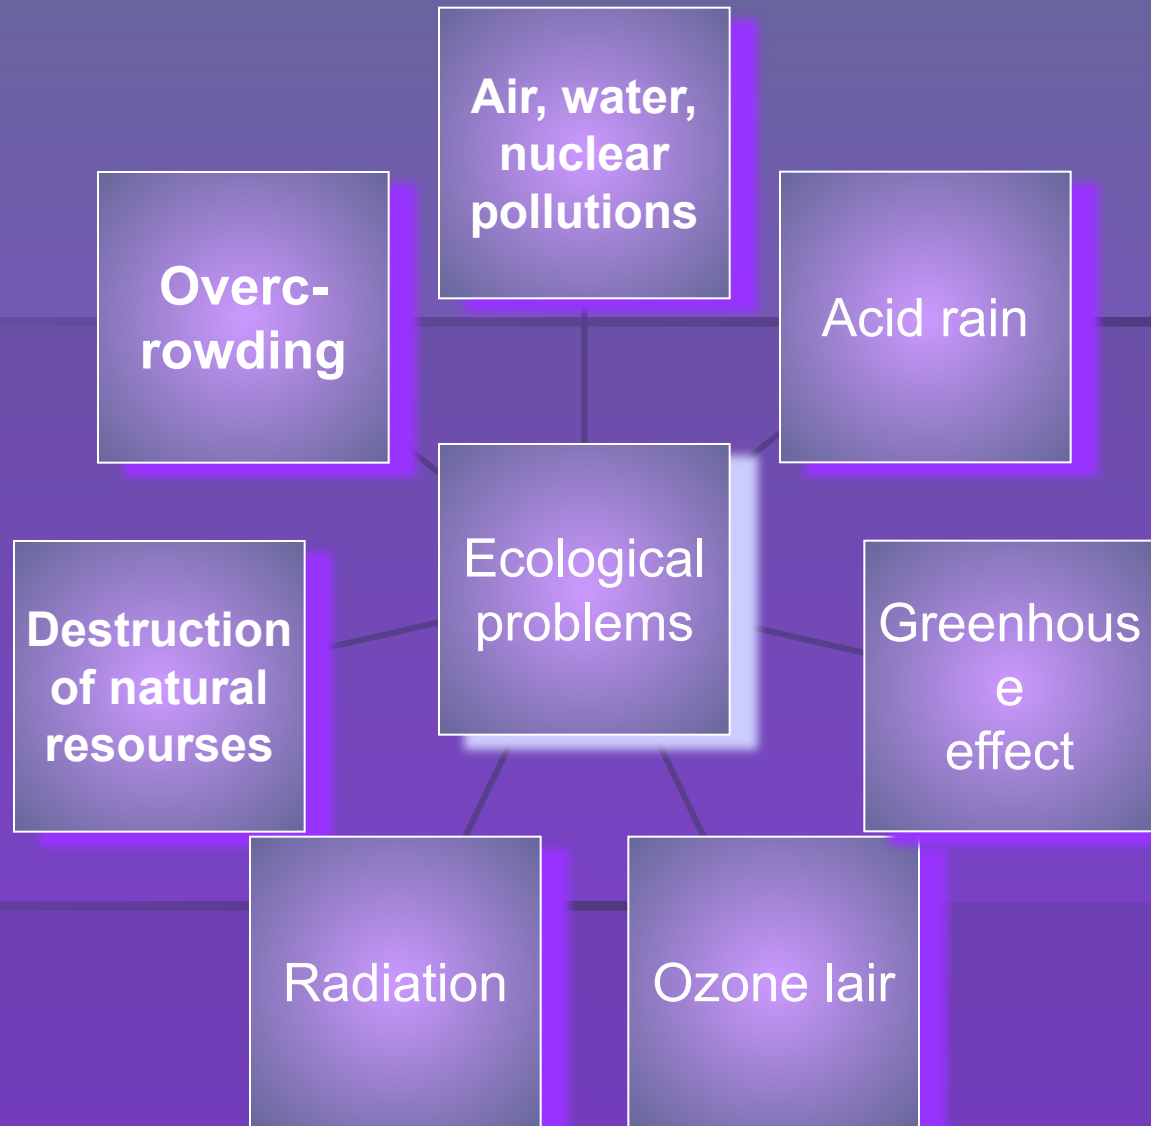 Air, water,
nuclear
pollutions
Overc-
rowding
Acid rain
Ecological
problems
Destruction
of natural
resourses
Greenhous
e
effect
Radiation
Ozone lair